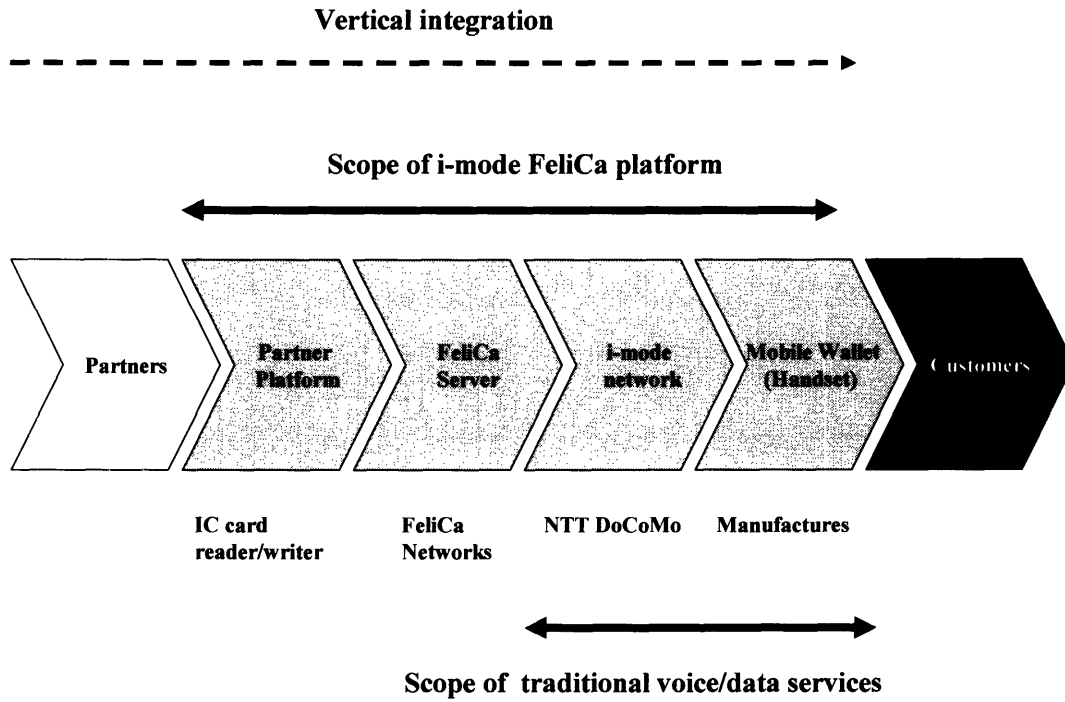 Vertical integration
Scope of i-mode FeliCa platform
Partners
Partner
Platform
FeliCa
Server
i-mode
network
Mobile Wallet
(Handset)
Customers
IC card
reader/writer
FeliCa
Networks
NTT DoCoMo
Manufactures
Scope of traditional voice/data services